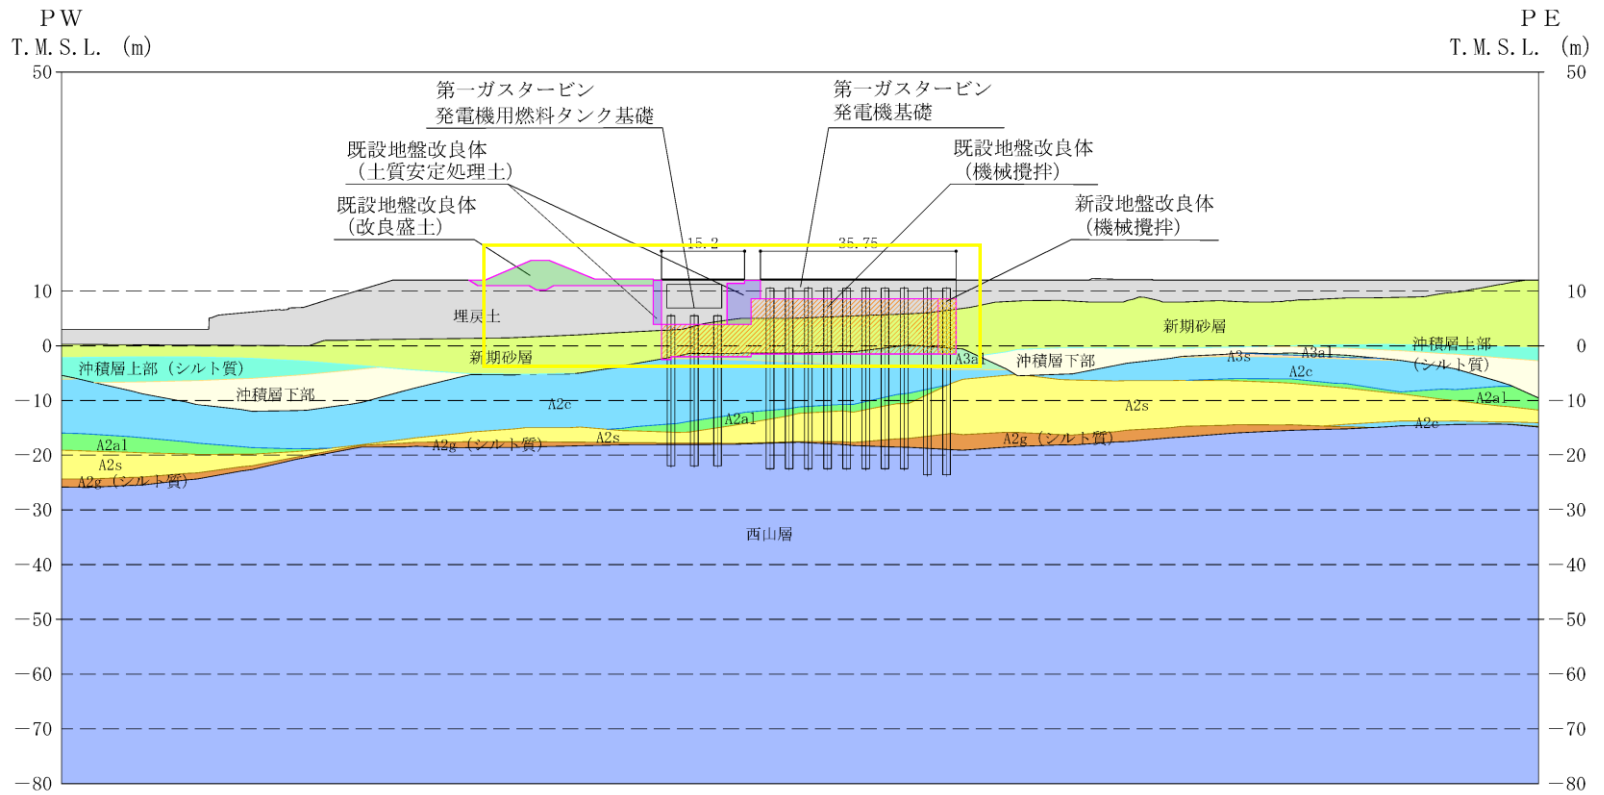 PW
T.M.S.L. (m)
PE
T.M.S.L. (m)
50
50
第一ガスタービン
発電機用燃料タンク基礎
第一ガスタービン
発電機基礎
既設地盤改良体
(土質安定処理土)
既設地盤改良体
(機械攪拌)
既設地盤改良体
(改良盛土)
新設地盤改良体
(機械攪拌)
15.2
35.75
10
10
埋戻土
新期砂層
0
0
新期砂層
沖積層上部(シルト質)
沖積層下部
A3a1
沖積層下部
A3s
A3a1
沖積層上部
(シルト質)
A2c
A2c
-10
-10
A2a1
A2a1
A2s
A2a1
A2s
A2s
A2g(シルト質)
A2g(シルト質)
A2g(シルト質)
A2c
-20
-20
-30
-30
西山層
-40
-40
-50
-50
-60
-60
-70
-70
-80
-80